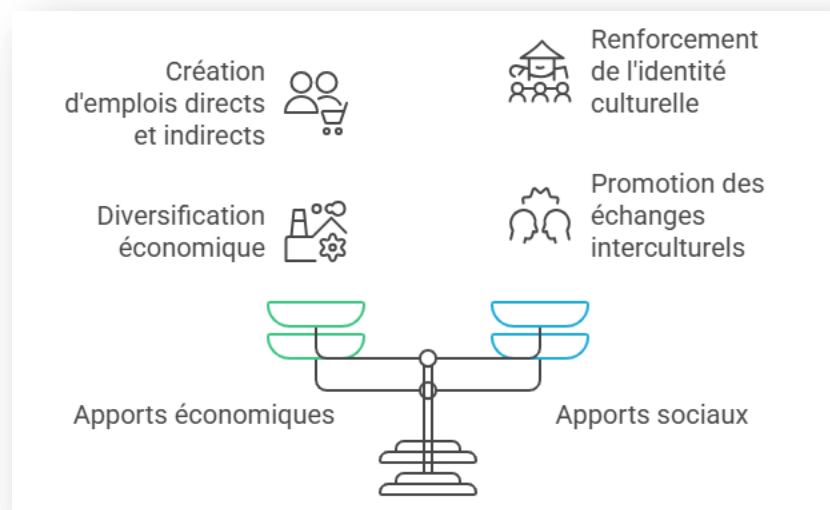 Création
d'emplois directs
et indirects
Renforcement
de l'identité
culturelle
Diversification
économique
Promotion des
échanges
interculturels
Apports économiques
Apports sociaux